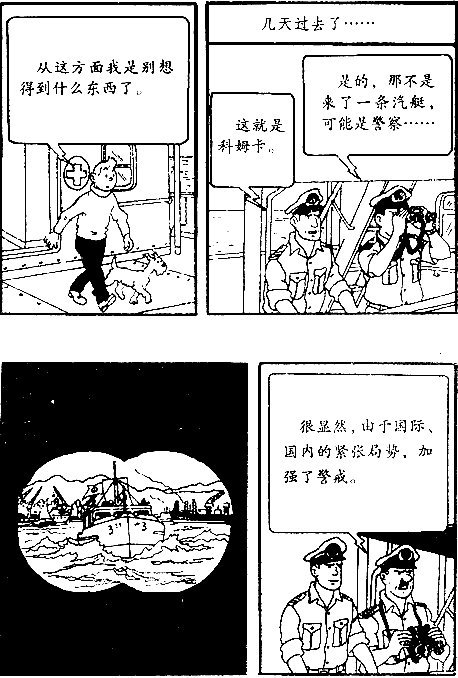 从这方面我是别想
得到什么东西了。
几天过去了……
这就是
科姆卡。
是的，那不是
来了一条汽艇，
可能是警察……
很显然，由于国际、
国内的紧张局势，加
强了警戒。